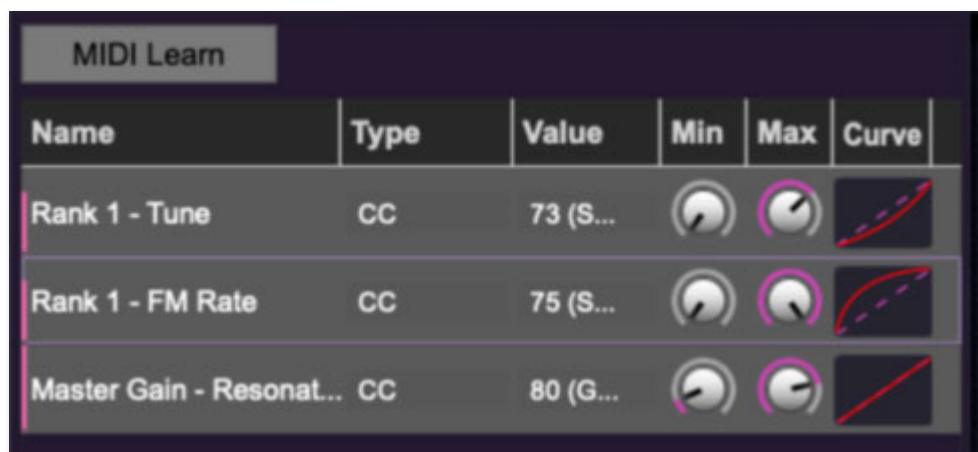 MIDI Learn
Name Type Value Min Max Curve
Rank 1 - Tune CC 73 (S...
Rank 1 - FM Rate CC 75 (S...
Master Gain - Resonat... CC 80 (G...